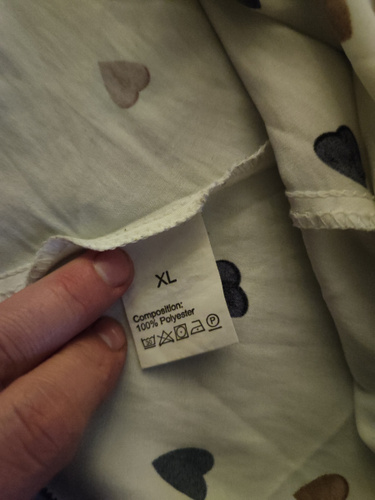 XL
Composition:
100% Polyester
P